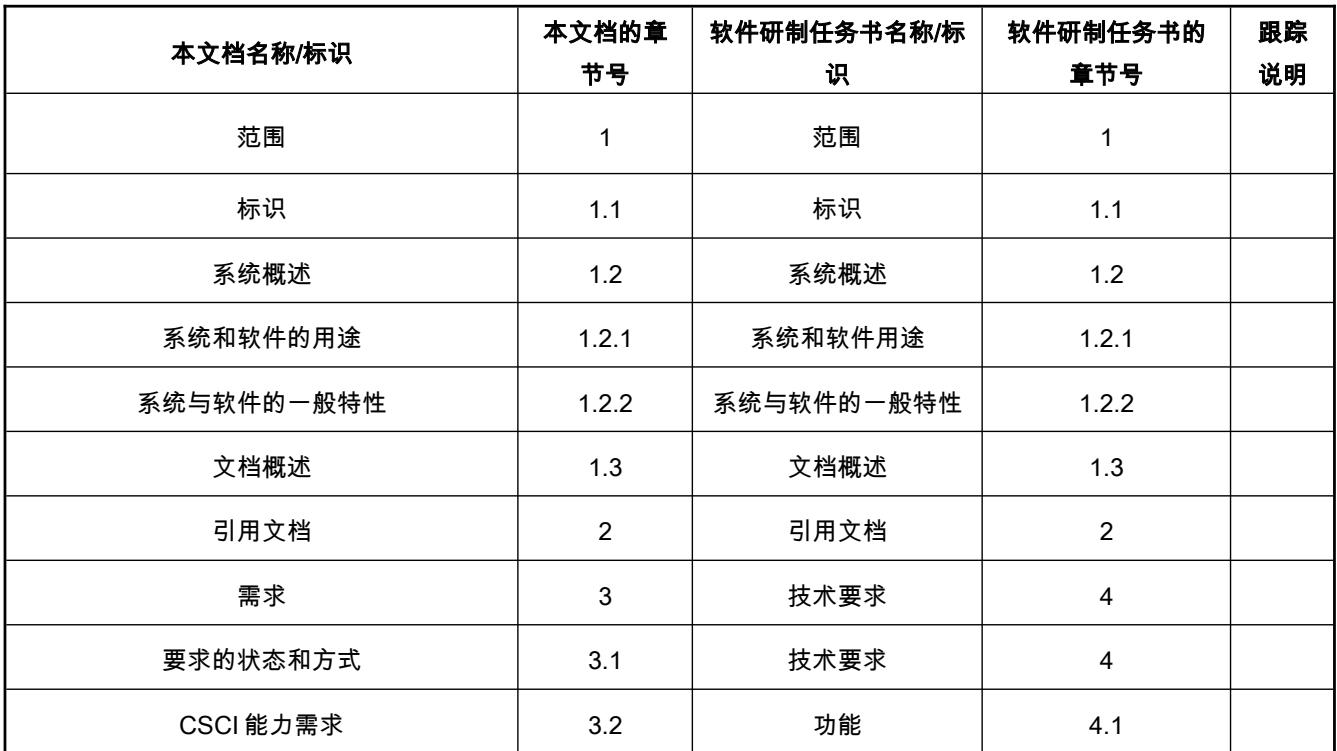 本文档名称/标识 本文档的章节号 软件研制任务书名称/标识 软件研制任务书的章节号 跟踪说明
范围 1 范围 1
标识 1.1 标识 1.1
系统概述 1.2 系统概述 1.2
系统和软件的用途 1.2.1 系统和软件用途 1.2.1
系统与软件的一般特性 1.2.2 系统与软件的一般特性 1.2.2
文档概述 1.3 文档概述 1.3
引用文档 2 引用文档 2
需求 3 技术要求 4
要求的状态和方式 3.1 技术要求 4
CSCI 能力需求 3.2 功能 4.1